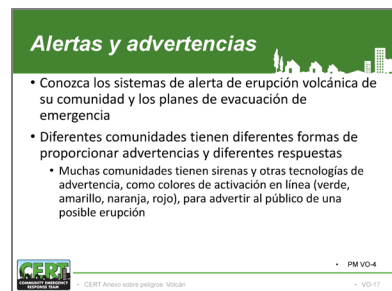 Alertas y advertencias
• Conozca los sistemas de alerta de erupción volcánica de
su comunidad y los planes de evacuación de
emergencia
• Diferentes comunidades tienen diferentes formas de
proporcionar advertencias y diferentes respuestas
• Muchas comunidades tienen sirenas y otras tecnologías de
advertencia, como colores de activación en línea (verde,
amarillo, naranja, rojo), para advertir al público de una
posible erupción
• PM VO-4
CERT
COMMUNITY EMERGENCY
RESPONSE TEAM
• CERT Anexo sobre peligros: Volcán
• VO-17